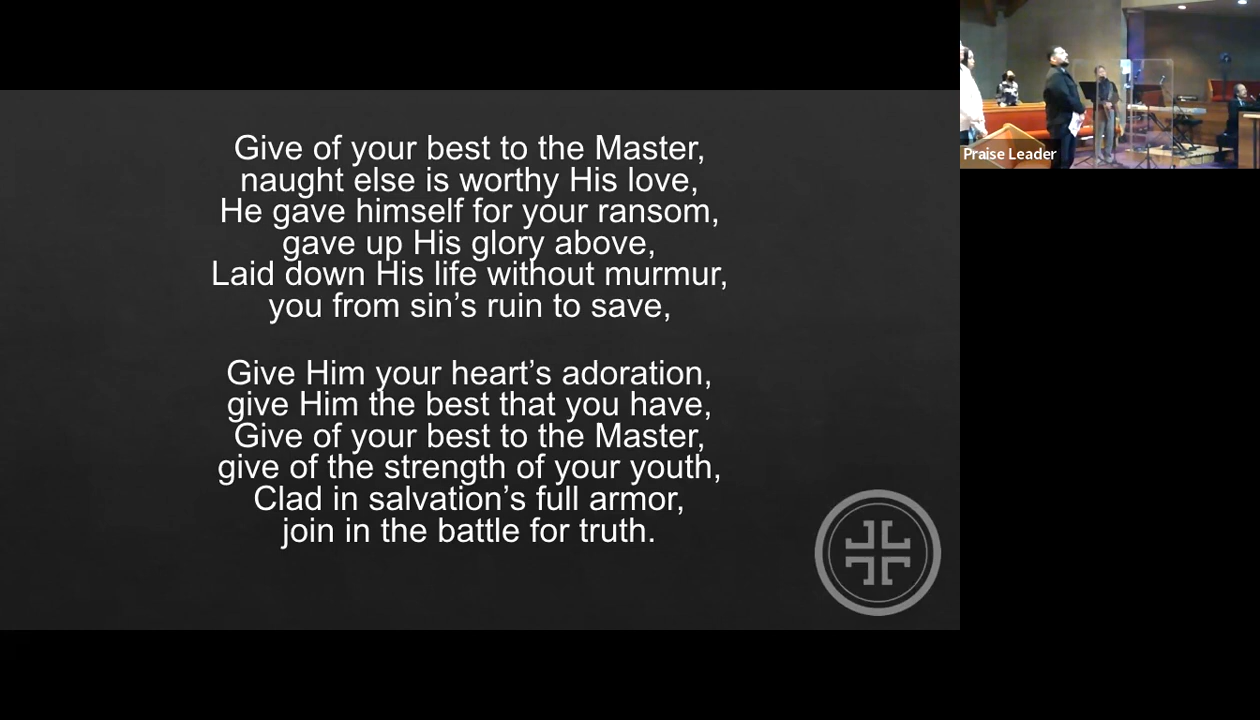 Give of your best to the Master,
naught else is worthy His love,
He gave himself for your ransom,
gave up His glory above,
Laid down His life without murmur,
you from sin’s ruin to save,
Give Him your heart’s adoration,
give Him the best that you have,
Give of your best to the Master,
give of the strength of your youth,
Clad in salvation’s full armor,
join in the battle for truth.
Praise Leader